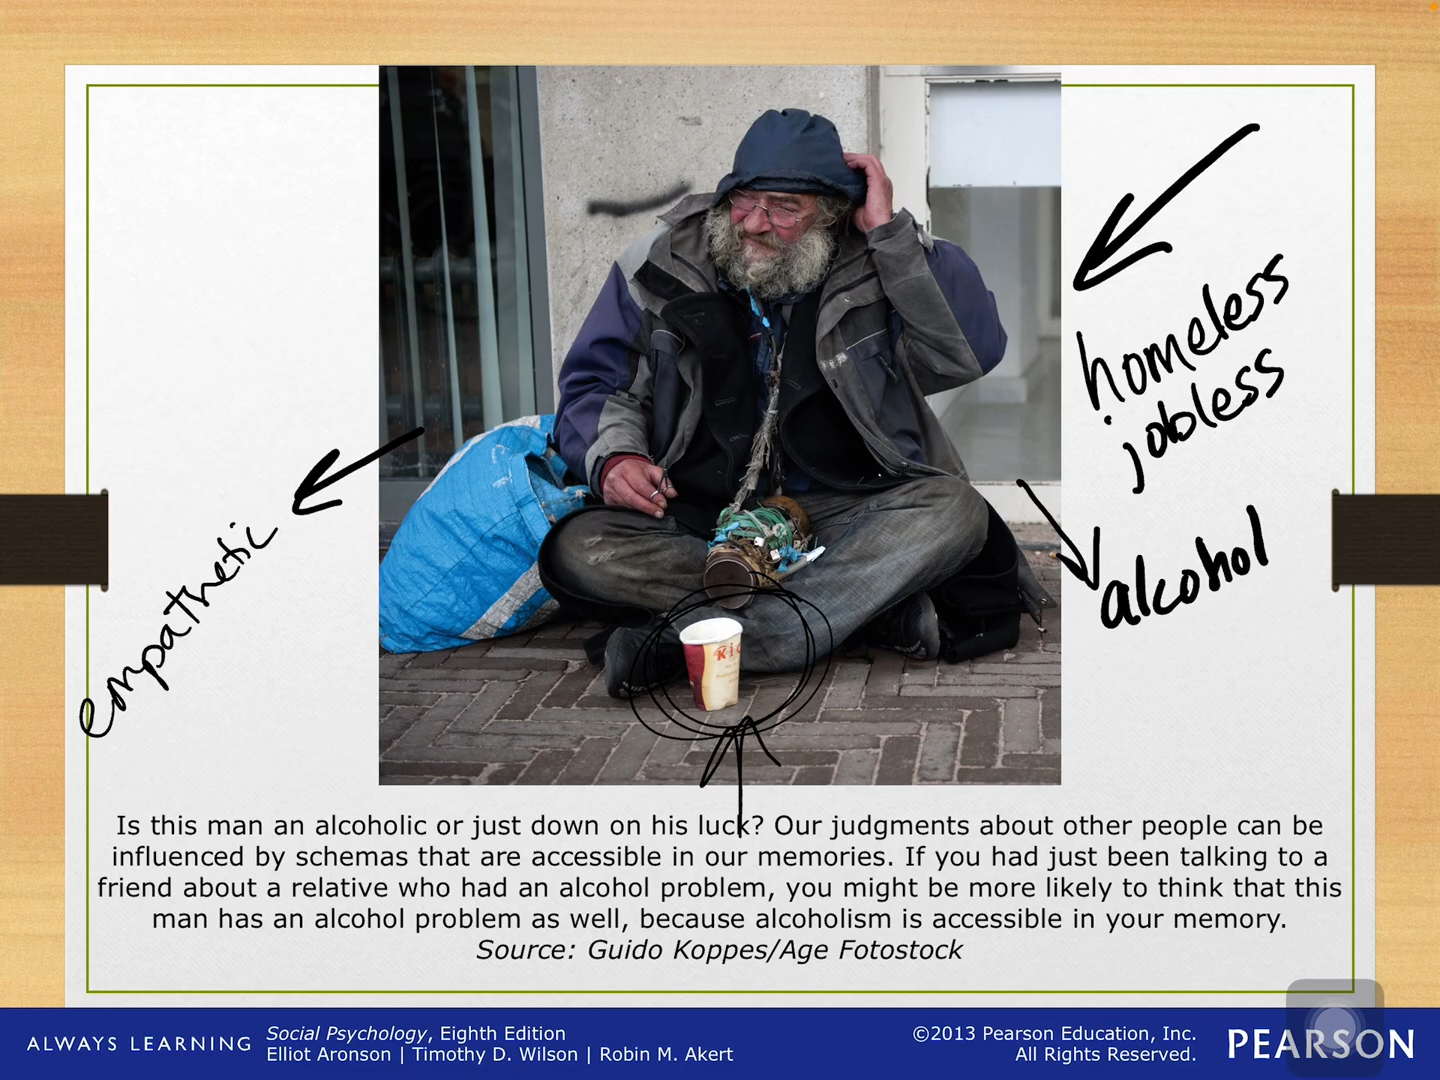 homeless
jobless
alcohol
empathetic
Kic
Is this man an alcoholic or just down on his luck? Our judgments about other people can be
influenced by schemas that are accessible in our memories. If you had just been talking to a
friend about a relative who had an alcohol problem, you might be more likely to think that this
man has an alcohol problem as well, because alcoholism is accessible in your memory.
Source: Guido Koppes/Age Fotostock
ALWAYS LEARNING
Social Psychology, Eighth Edition
Elliot Aronson | Timothy D. Wilson | Robin M. Akert
©2013 Pearson Education, Inc.
All Rights Reserved.
PEARSON